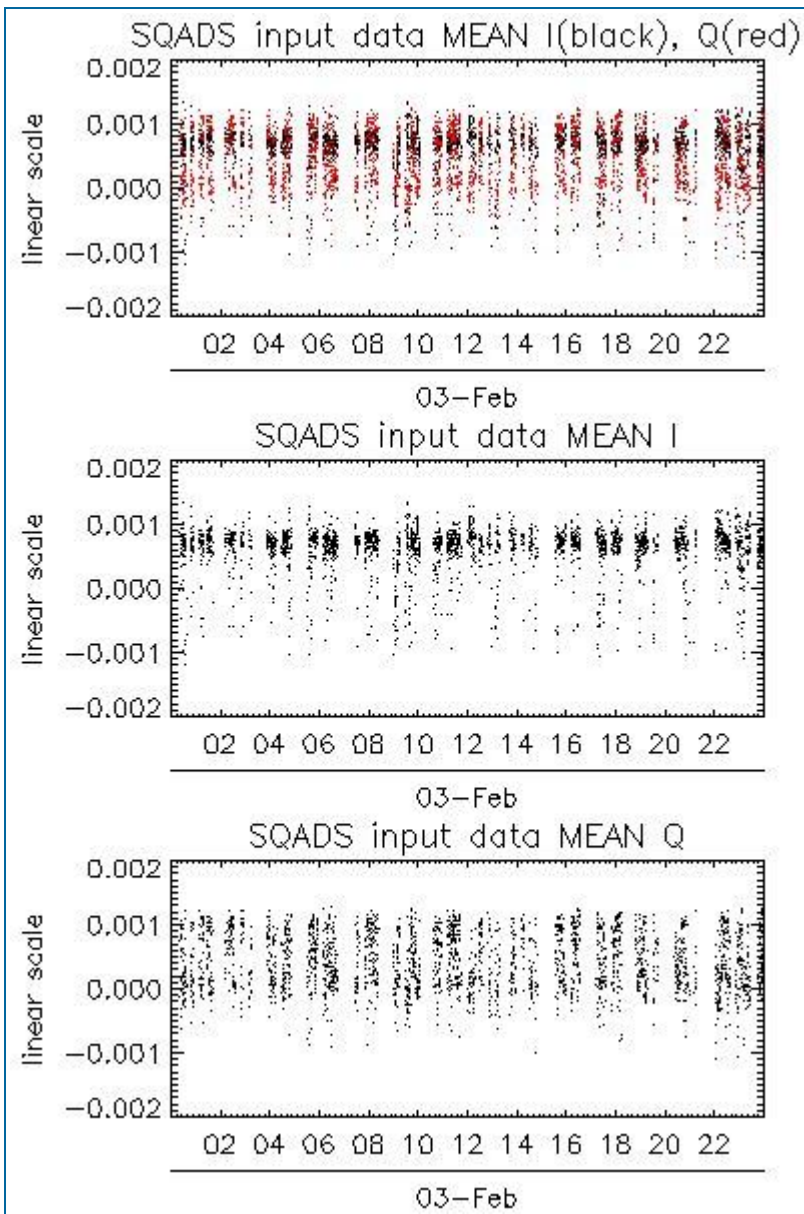 SQADS input data MEAN I(black), Q(red)
0.002
0.001
0.000
−0.001
−0.002
linear scale
02 04 06 08 10 12 14 16 18 20 22
03-Feb
SQADS input data MEAN I
0.002
0.001
0.000
−0.001
−0.002
linear scale
02 04 06 08 10 12 14 16 18 20 22
03-Feb
SQADS input data MEAN Q
0.002
0.001
0.000
−0.001
−0.002
linear scale
02 04 06 08 10 12 14 16 18 20 22
03-Feb